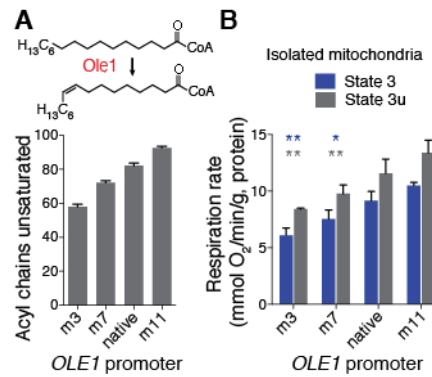 A
O
H13C6
CoA
Ole1
O
CoA
H13C6
Acyl chains unsaturated
100
80
60
40
20
0
m3
m7
native
m11
OLE1 promoter
B
Isolated mitochondria
State 3
State 3u
Respiration rate
(mmol O2/min/g, protein)
15
10
5
0
** *
** **
m3
m7
native
m11
OLE1 promoter